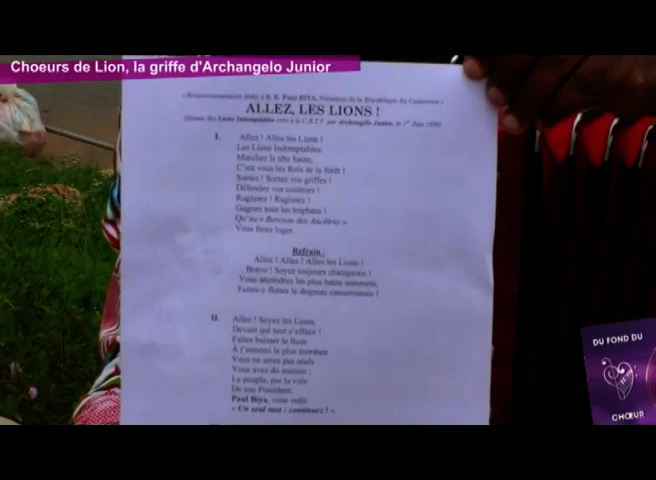 Choeurs de Lion, la griffe d'Archangelo Junior
« Respectueusement dédié à S. E. Paul BIYA, Président de la République du Cameroun »
ALLEZ, LES LIONS !
(Hymne des Lions Indomptables créé à la C.R.T.V. par Archangelo Junior, le 1er Juin 1990)
I.
Allez ! Allez les Lions !
Les Lions Indomptables,
Marchez la tête haute,
C'est vous les Rois de la forêt !
Sortez ! Sortez vos griffes !
Défendez vos couleurs !
Rugissez ! Rugissez !
Gagnez tous les trophées !
Qu'au « Berceau des Ancêtres »
Vous ferez loger.
Refrain :
Allez ! Allez ! Allez les Lions !
Bravo ! Soyez toujours champions !
Vous atteindrez les plus hauts sommets,
Faites-y flotter le drapeau camerounais !
II.
Allez ! Soyez les Lions,
Devant qui tout s'efface !
Faites baisser le
À l'ennemi le plus mordant
Vous ne serez pas seuls
Vous avez du soutien :
Le peuple, par la voix
De son Président,
Paul Biya, vous redit
« Un seul mot : continuez ! »
DU FOND DU
CHŒUR